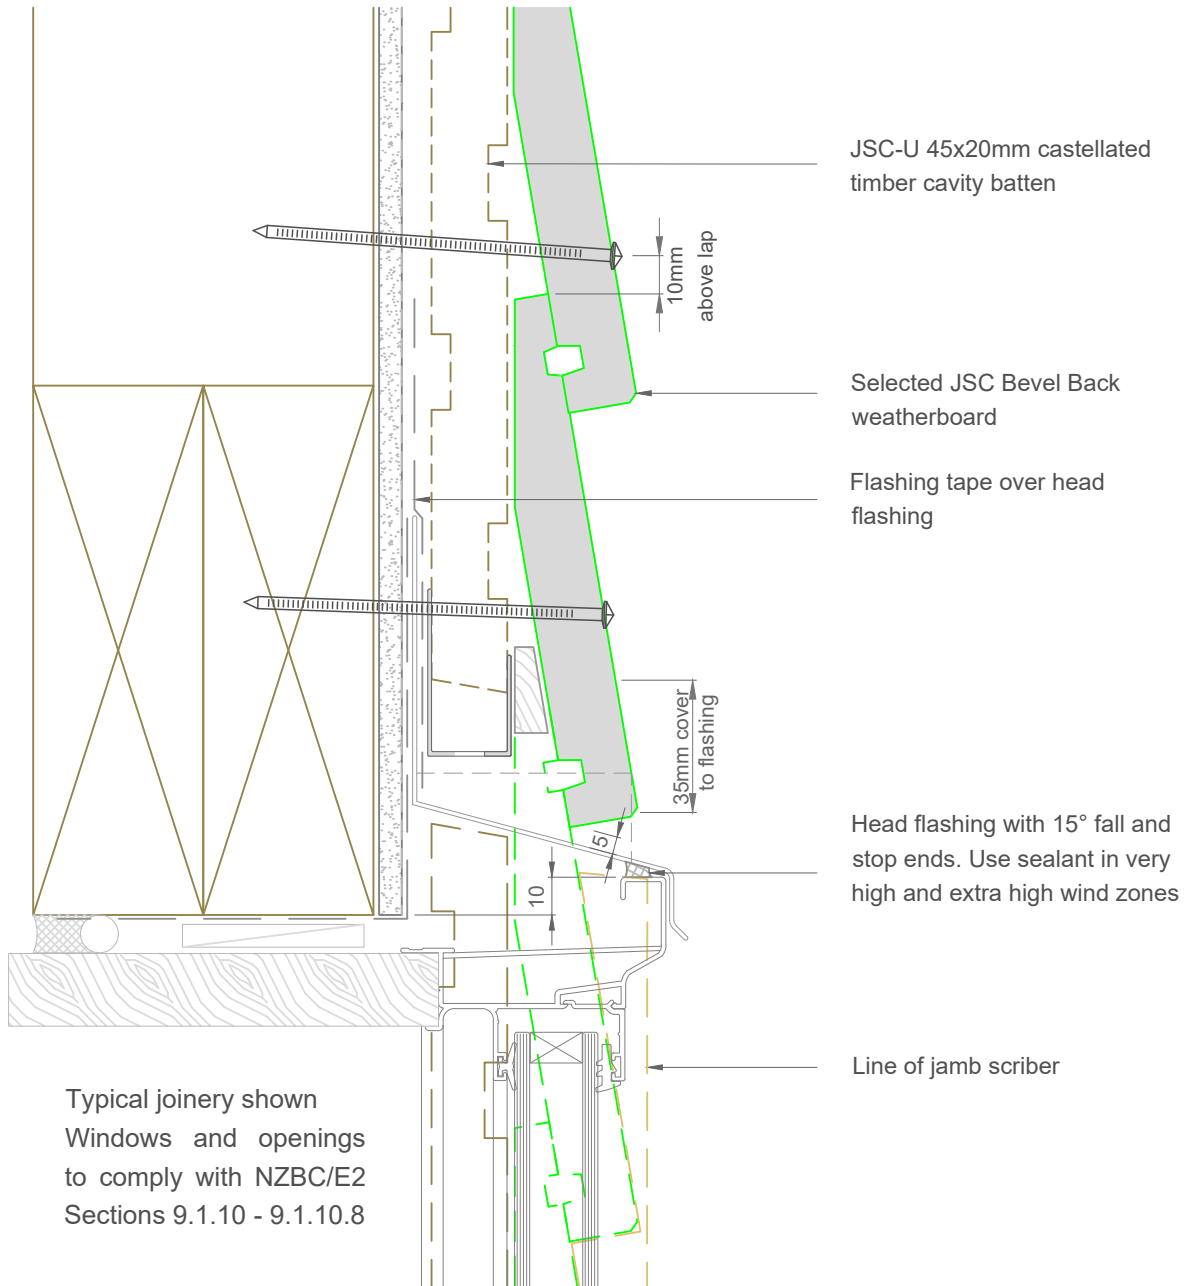 JSC-U 45x20mm castellated
timber cavity batten
10mm
above lap
Selected JSC Bevel Back
weatherboard
Flashing tape over head
flashing
35mm cover
to flashing
5
10
Head flashing with 15° fall and
stop ends. Use sealant in very
high and extra high wind zones
Line of jamb scriber
Typical joinery shown
Windows and openings
to comply with NZBC/E2
Sections 9.1.10 - 9.1.10.8